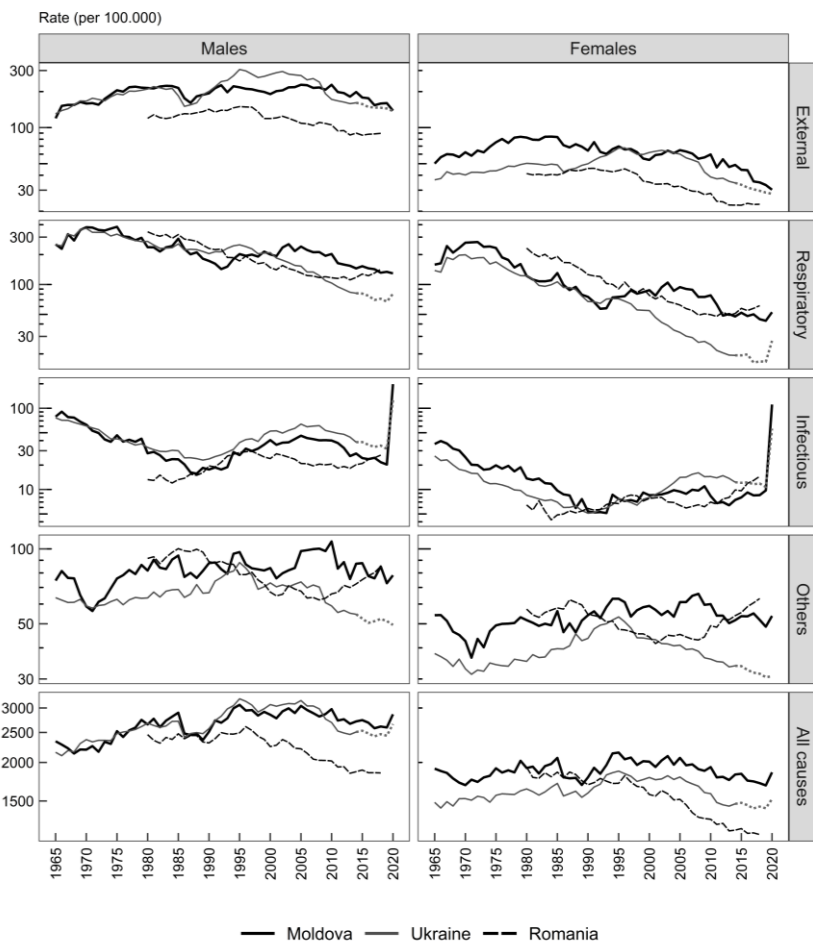 Rate (per 100.000)
Males
Females
300
100
30
External
300
100
30
Respiratory
100
30
10
Infectious
100
50
30
Others
3000
2500
2000
1500
All causes
1965 1970 1975 1980 1985 1990 1995 2000 2005 2010 2015 2020
1965 1970 1975 1980 1985 1990 1995 2000 2005 2010 2015 2020
Moldova Ukraine Romania